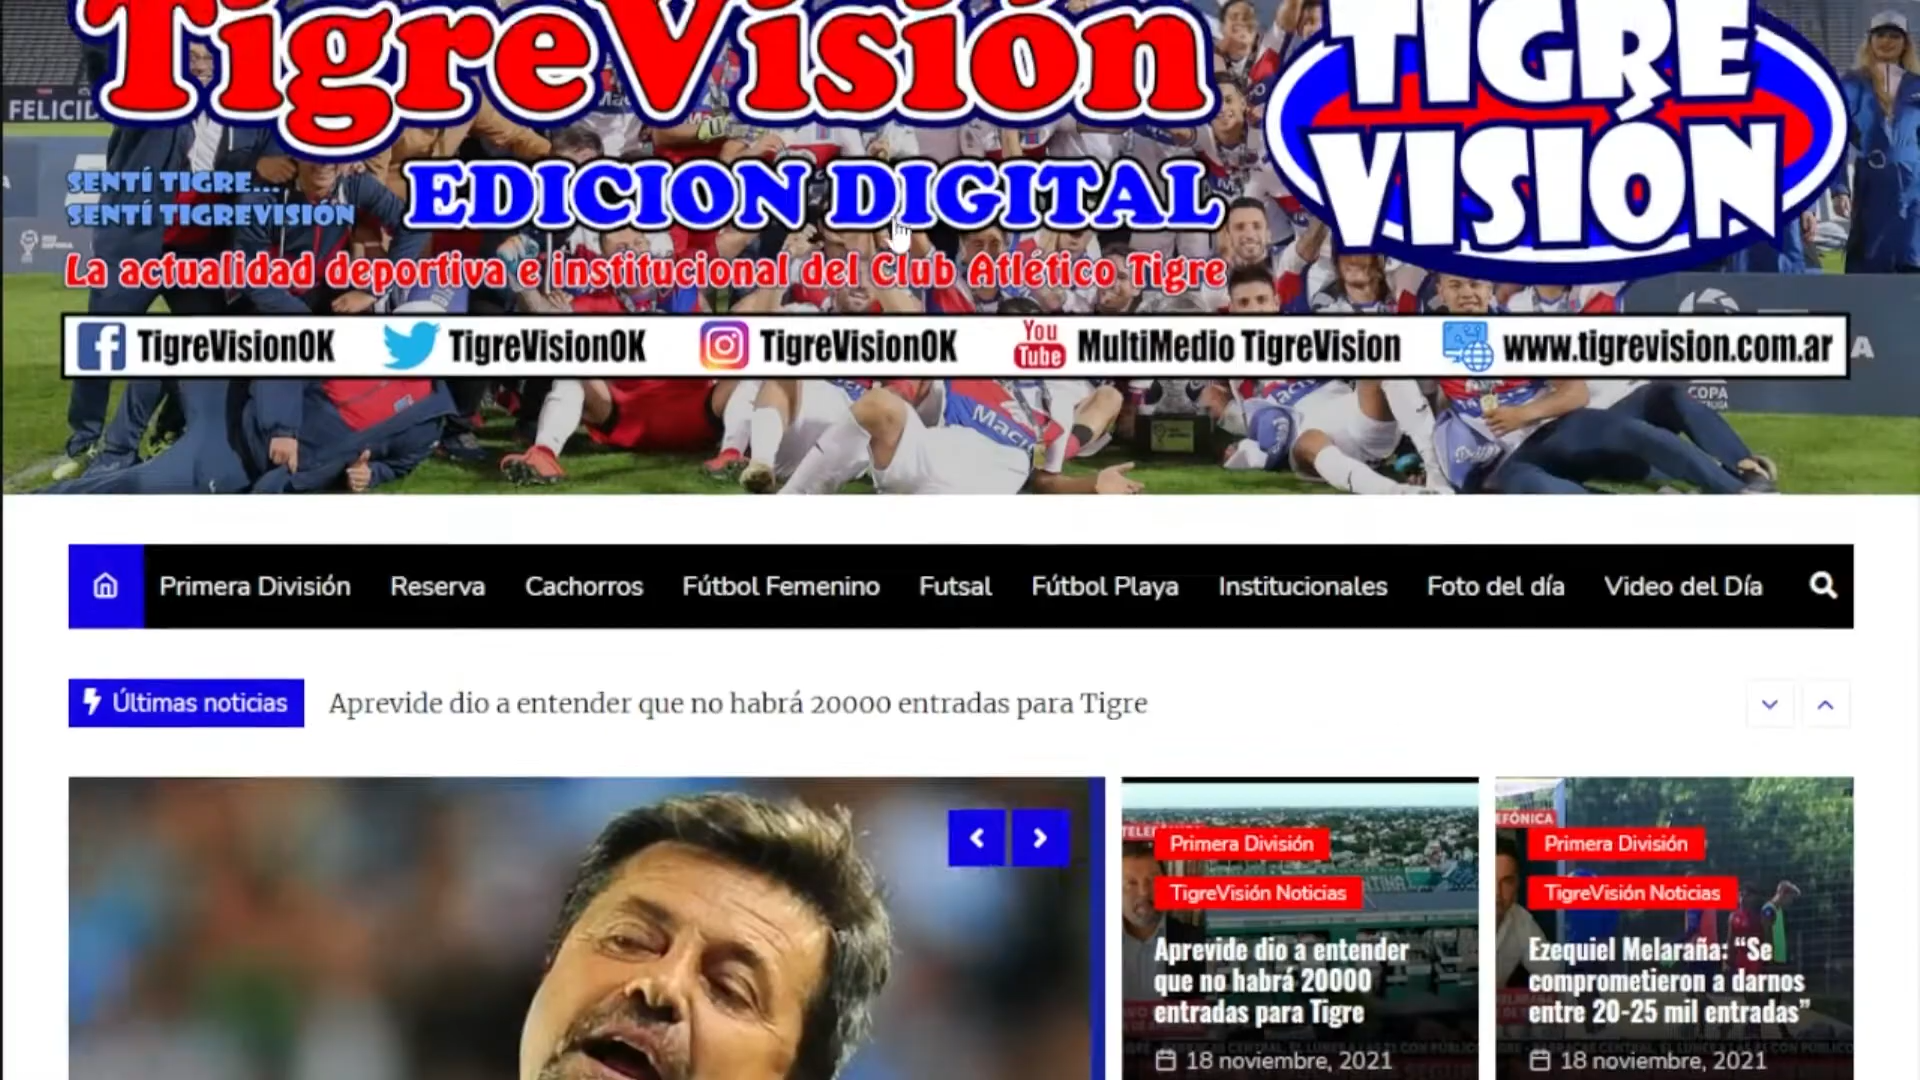 TigreVisión
TIGRE
VISIÓN
FELICID
SENTÍ TIGRE...
SENTÍ TIGREVISIÓN
EDICION DIGITAL
La actualidad deportiva e institucional del Club Atlético Tigre
TigreVisionOK TigreVisionOK TigreVisionOK You Tube MultiMedio TigreVision www.tigrevision.com.ar
COPA
Primera División Reserva Cachorros Fútbol Femenino Futsal Fútbol Playa Institucionales Foto del día Video del Día
Últimas noticias Aprevide dio a entender que no habrá 20000 entradas para Tigre
Primera División
TigreVisión Noticias
Aprevide dio a entender
que no habrá 20000
entradas para Tigre
18 noviembre, 2021
EFÓNICA
Primera División
TigreVisión Noticias
Ezequiel Melaraña: “Se
comprometieron a darnos
entre 20-25 mil entradas”
18 noviembre, 2021